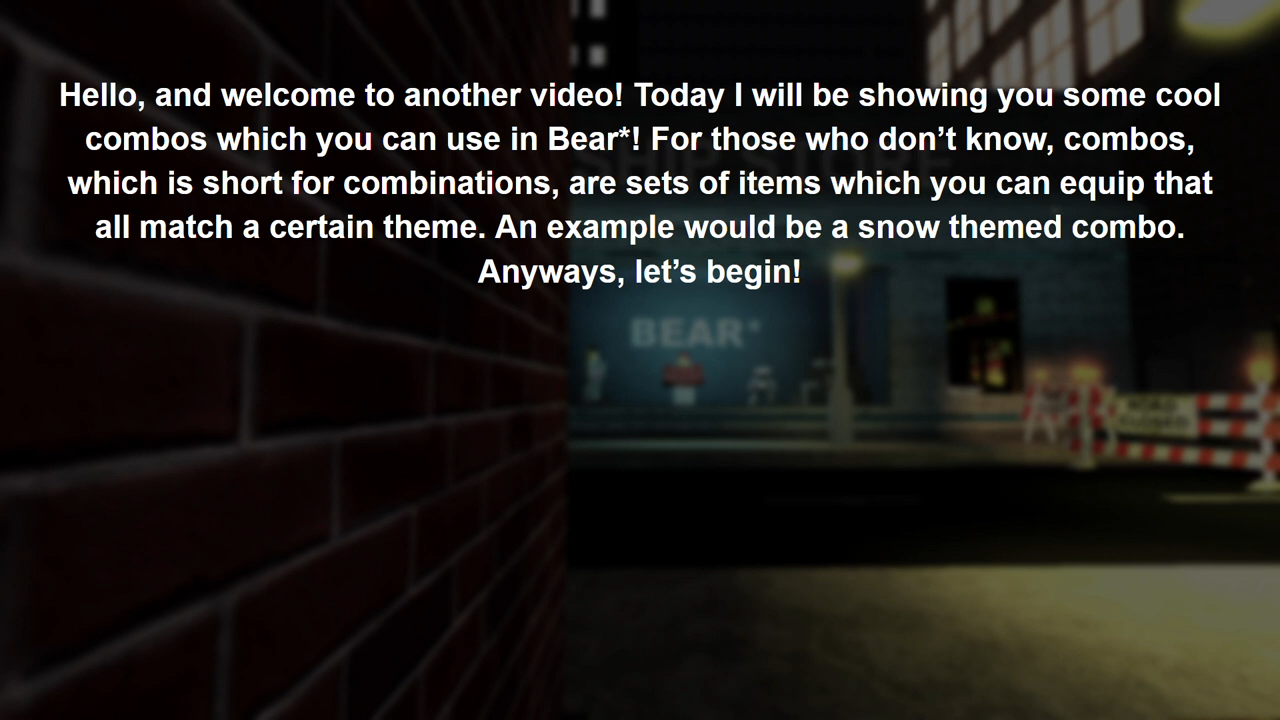 Hello, and welcome to another video! Today I will be showing you some cool
combos which you can use in Bear*! For those who don’t know, combos,
which is short for combinations, are sets of items which you can equip that
all match a certain theme. An example would be a snow themed combo.
Anyways, let’s begin!
BEAR*